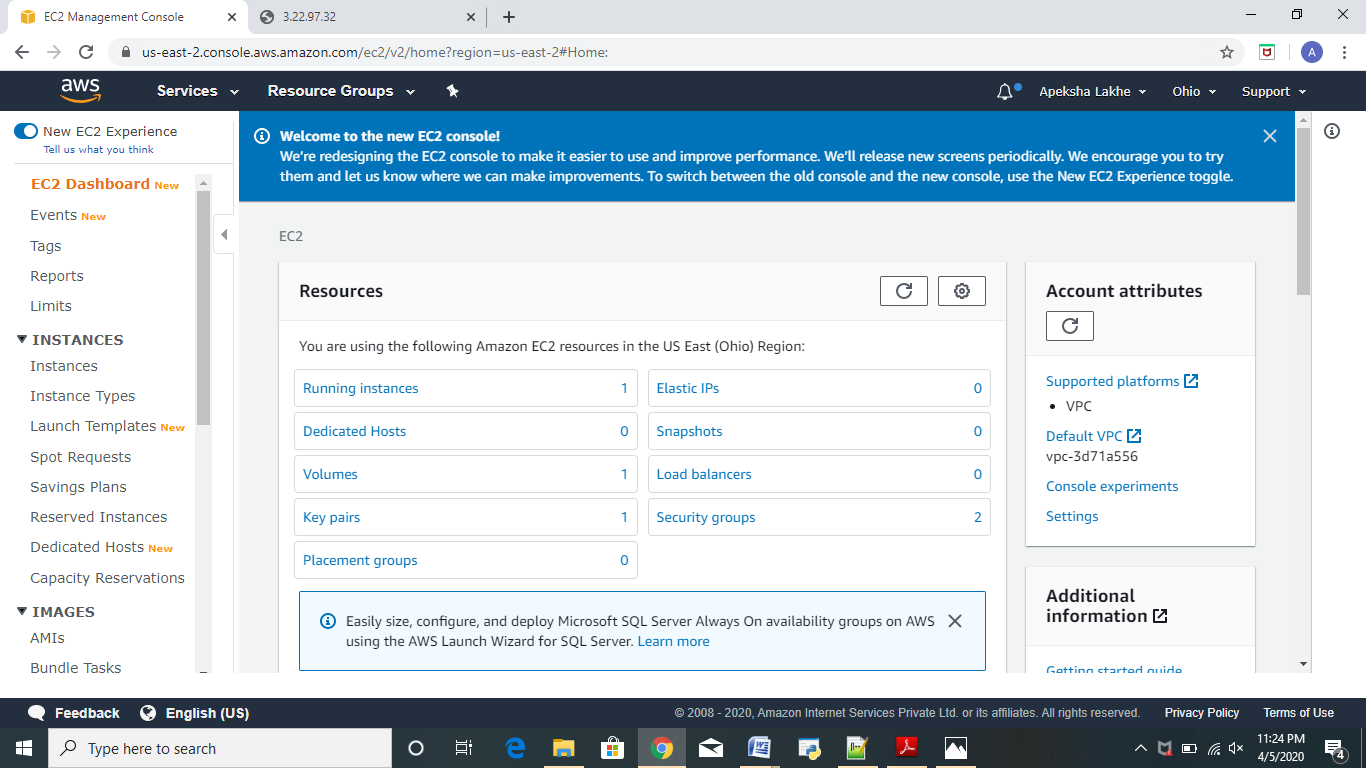 EC2 Management Console
3.22.97.32
us-east-2.console.aws.amazon.com/ec2/v2/home?region=us-east-2#Home:
A
aws
Services
Resource Groups
Apeksha Lakhe
Ohio
Support
New EC2 Experience
Tell us what you think
EC2 Dashboard New
Events New
Tags
Reports
Limits
INSTANCES
Instances
Instance Types
Launch Templates New
Spot Requests
Savings Plans
Reserved Instances
Dedicated Hosts New
Capacity Reservations
IMAGES
AMIs
Bundle Tasks
Welcome to the new EC2 console!
We're redesigning the EC2 console to make it easier to use and improve performance. We'll release new screens periodically. We encourage you to try
them and let us know where we can make improvements. To switch between the old console and the new console, use the New EC2 Experience toggle.
EC2
Resources
You are using the following Amazon EC2 resources in the US East (Ohio) Region:
Running instances 1
Elastic IPs 0
Dedicated Hosts 0
Snapshots 0
Volumes 1
Load balancers 0
Key pairs 1
Security groups 2
Placement groups 0
Easily size, configure, and deploy Microsoft SQL Server Always On availability groups on AWS
using the AWS Launch Wizard for SQL Server. Learn more
Account attributes
Supported platforms
• VPC
Default VPC
vpc-3d71a556
Console experiments
Settings
Additional
information
Getting started guide
Feedback
English (US)
© 2008 - 2020, Amazon Internet Services Private Ltd. or its affiliates. All rights reserved.
Privacy Policy
Terms of Use
Type here to search
11:24 PM
4/5/2020
4